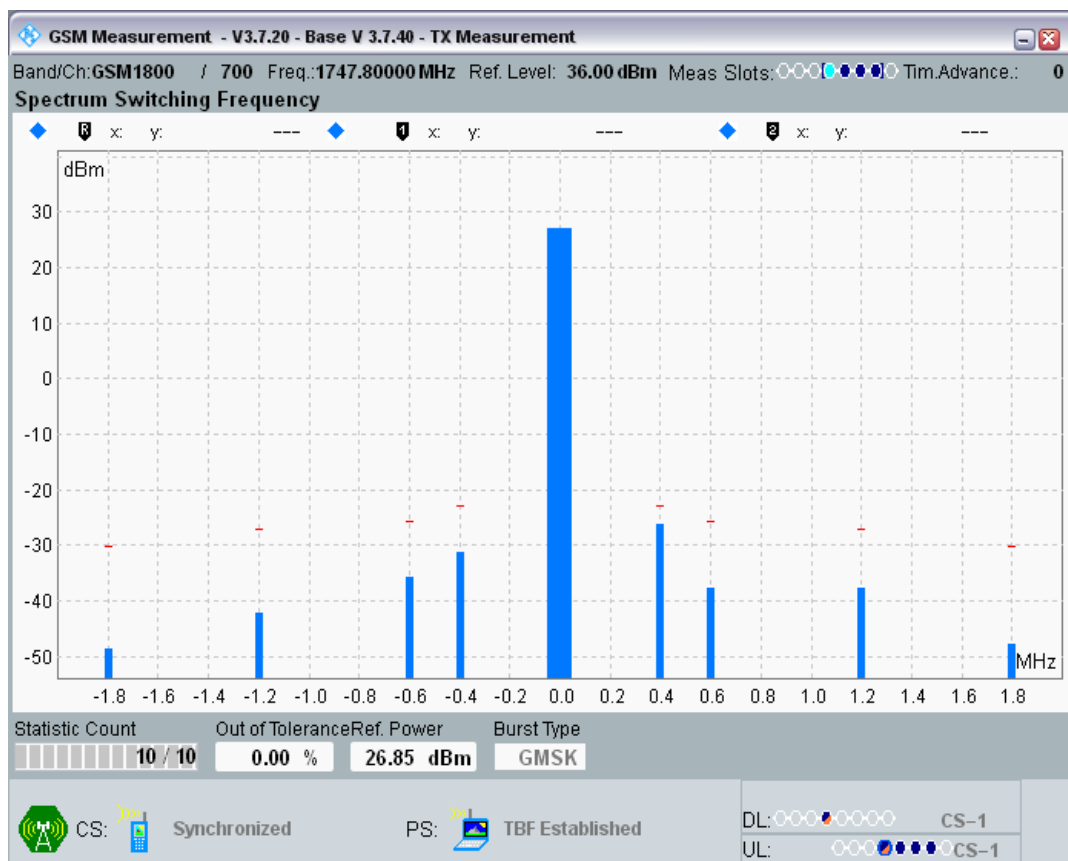 GSM Measurement - V3.7.20 - Base V 3.7.40 - TX Measurement
Band/Ch:GSM1800 / 700 Freq.:1747.80000 MHz Ref. Level: 36.00 dBm Meas Slots: Tim.Advance.: 0
Spectrum Switching Frequency
R x: y: --- 1 x: y: --- 2 x: y: ---
dBm
30
20
10
0
-10
-20
-30
-40
-50
MHz
-1.8 -1.6 -1.4 -1.2 -1.0 -0.8 -0.6 -0.4 -0.2 0.0 0.2 0.4 0.6 0.8 1.0 1.2 1.4 1.6 1.8
Statistic Count Out of Tolerance Ref. Power Burst Type
10 / 10 0.00 % 26.85 dBm GMSK
CS: Synchronized PS: TBF Established DL: CS-1
UL: CS-1